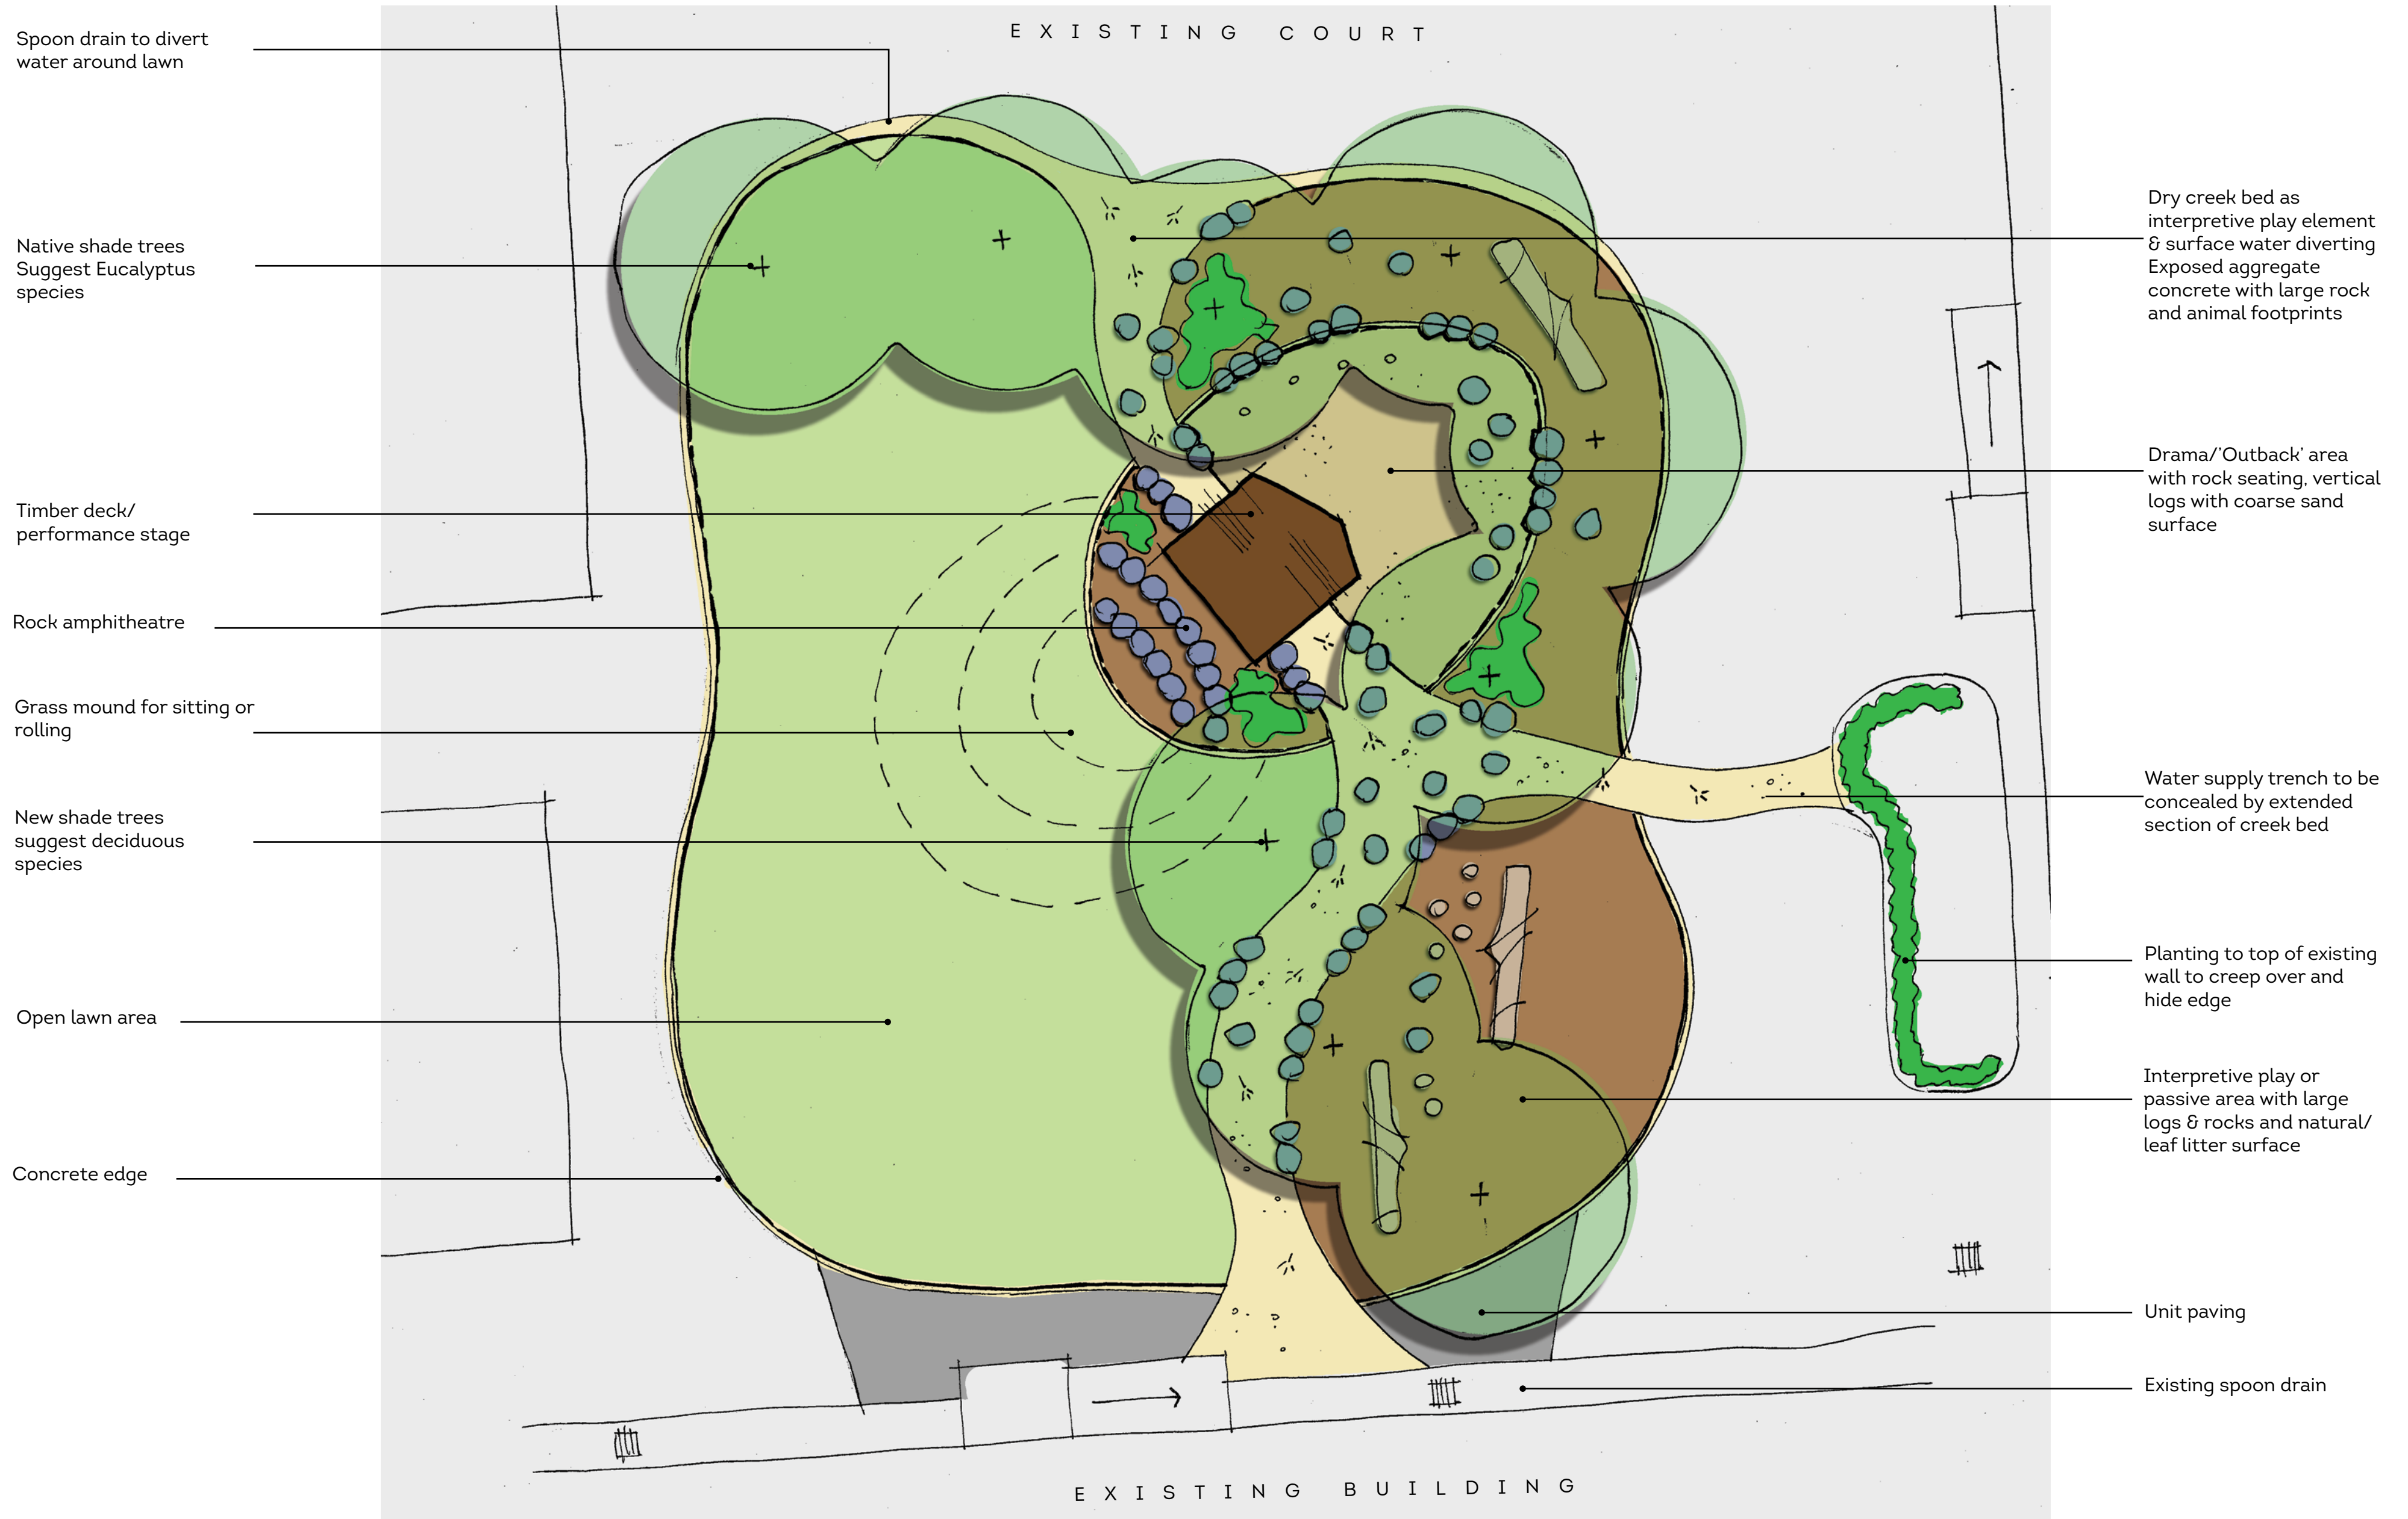 EXISTING COURT
Spoon drain to divert
water around lawn
Native shade trees
Suggest Eucalyptus
species
Timber deck/
performance stage
Rock amphitheatre
Grass mound for sitting or
rolling
New shade trees
suggest deciduous
species
Open lawn area
Concrete edge
Dry creek bed as
interpretive play element
& surface water diverting
Exposed aggregate
concrete with large rock
and animal footprints
Drama/'Outback' area
with rock seating, vertical
logs with coarse sand
surface
Water supply trench to be
concealed by extended
section of creek bed
Planting to top of existing
wall to creep over and
hide edge
Interpretive play or
passive area with large
logs & rocks and natural/
leaf litter surface
Unit paving
Existing spoon drain
EXISTING BUILDING